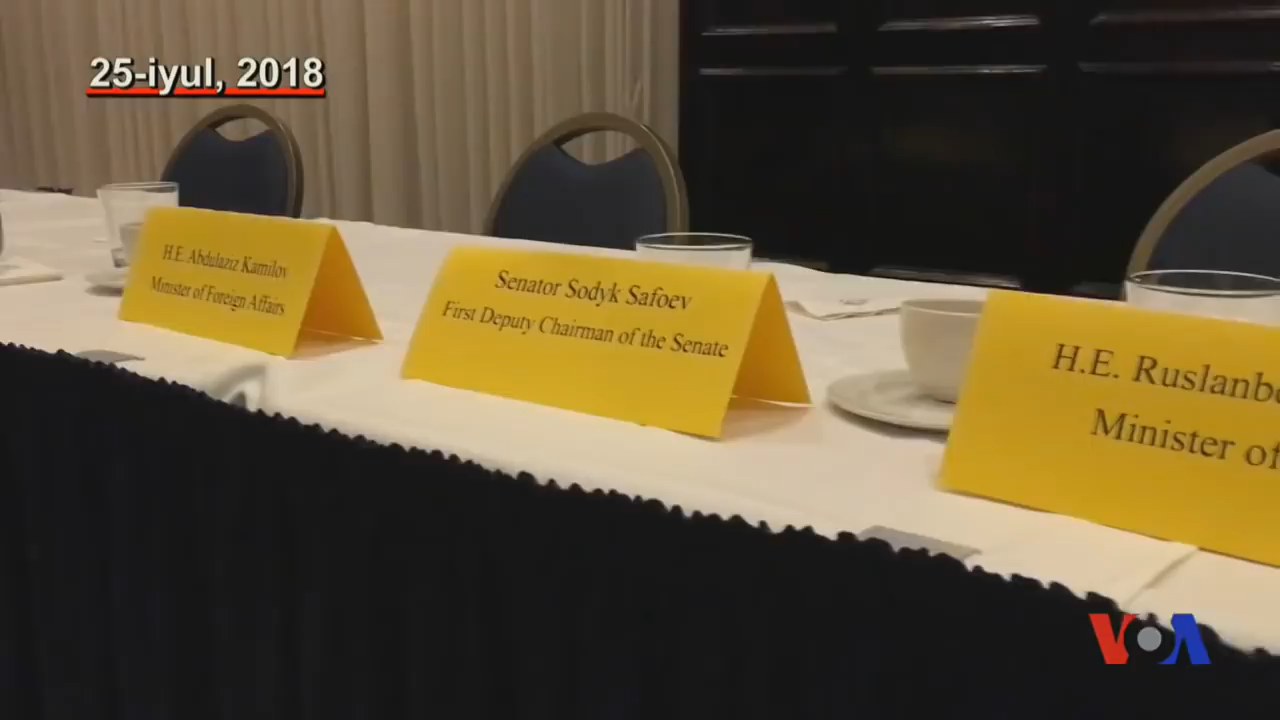 25-iyul, 2018
H.E. Abdulaziz Kamilov
Minister of Foreign Affairs
Senator Sodyk Safoev
First Deputy Chairman of the Senate
H.E.
Minister of
VOA